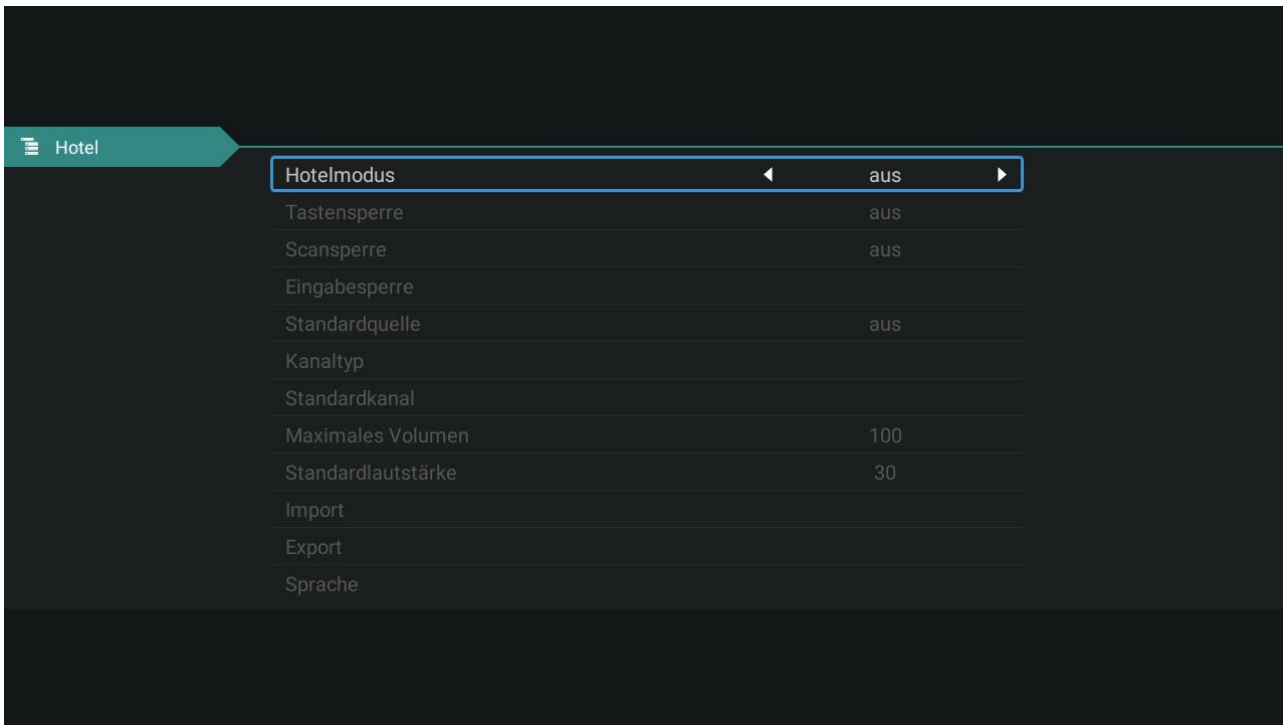 Hotel
Hotelmodus aus
Tastensperre aus
Scansperre aus
Eingabesperre
Standardquelle aus
Kanaltyp
Standardkanal
Maximales Volumen 100
Standardlautstärke 30
Import
Export
Sprache